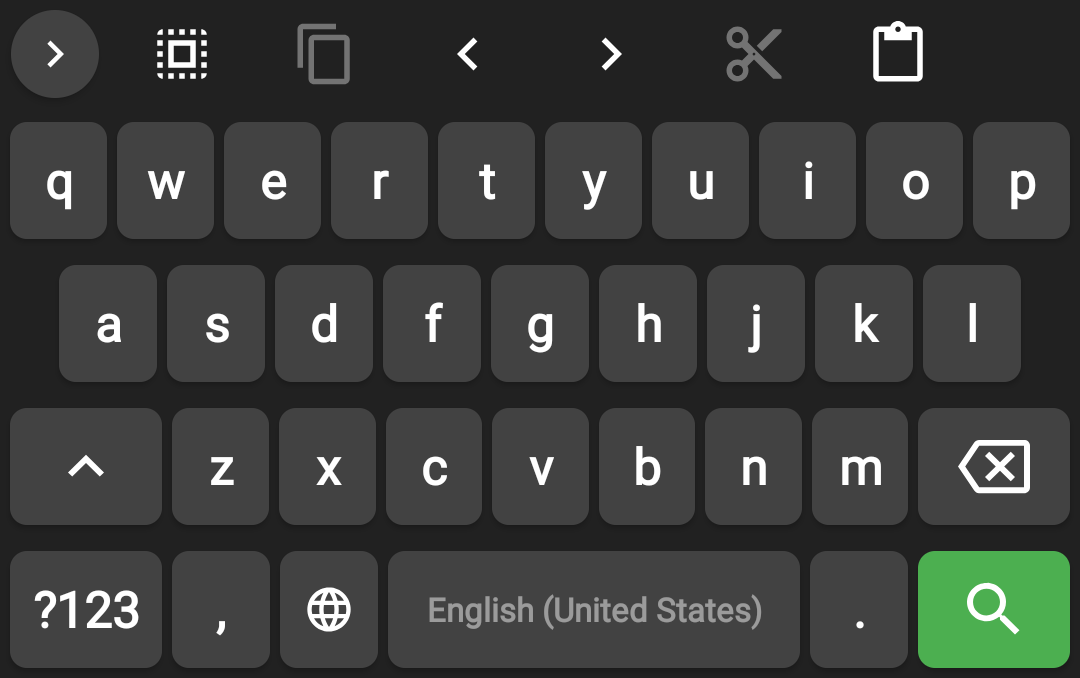 q w e r t y u i o p
a s d f g h j k l
z x c v b n m
?123 , English (United States) .